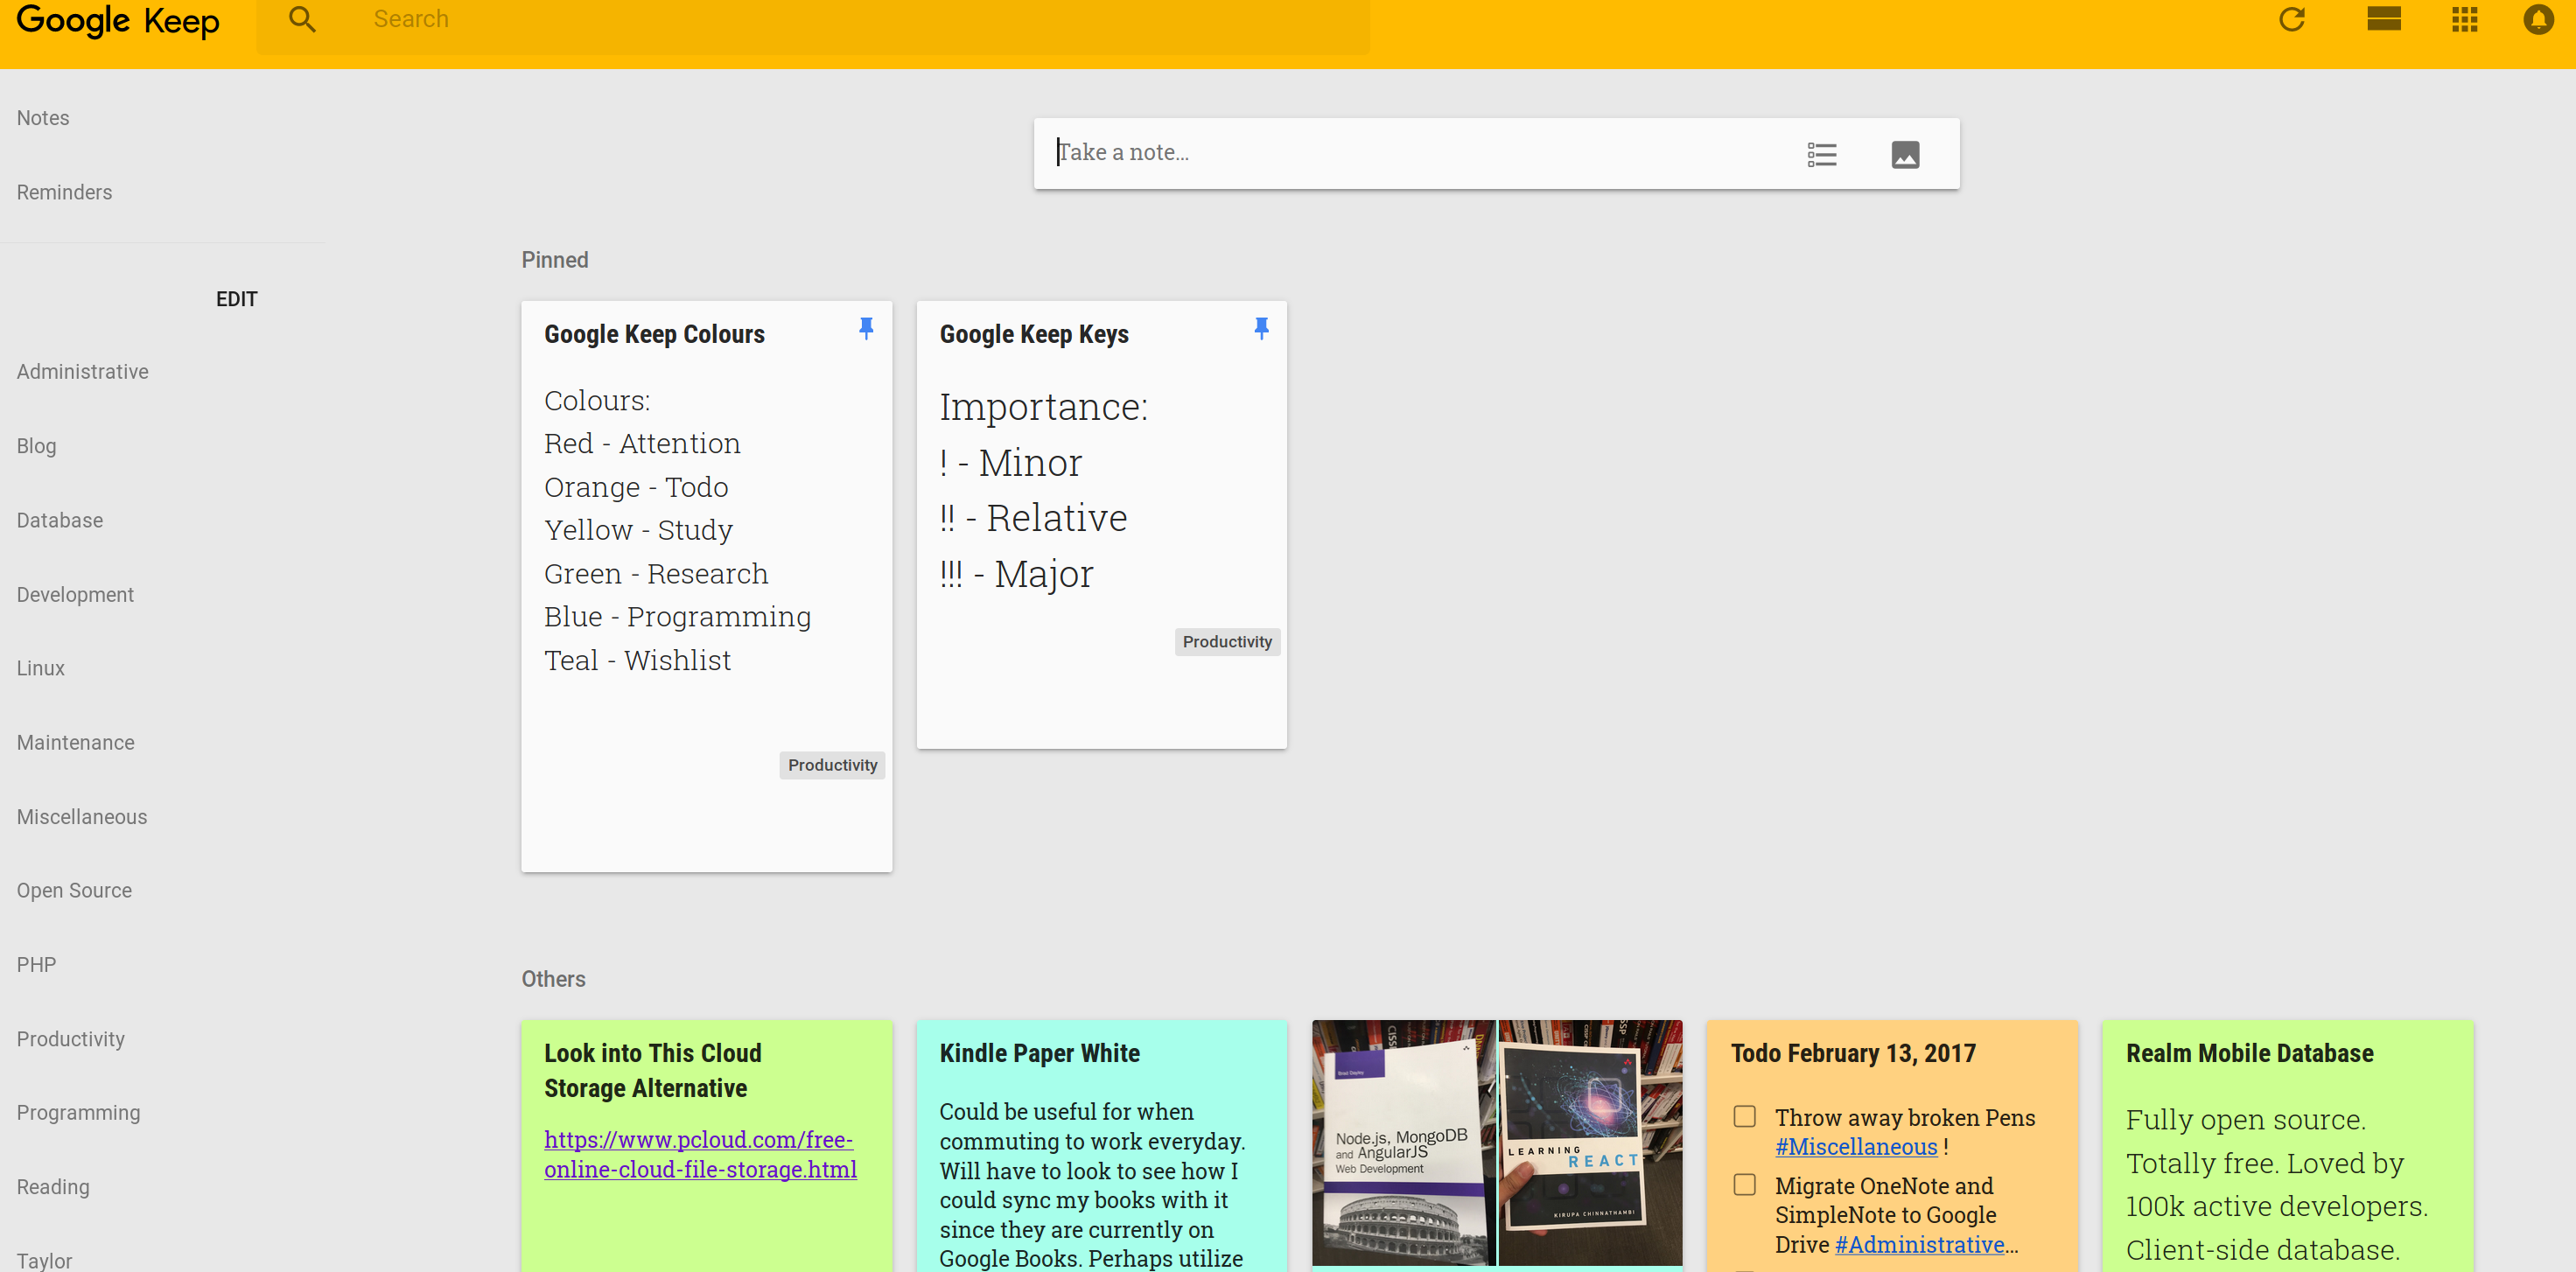 Google Keep
Search
Notes
Reminders
EDIT
Administrative
Blog
Database
Development
Linux
Maintenance
Miscellaneous
Open Source
PHP
Productivity
Programming
Reading
Taylor
Take a note...
Pinned
Google Keep Colours
Colours:
Red - Attention
Orange - Todo
Yellow - Study
Green - Research
Blue - Programming
Teal - Wishlist
Productivity
Google Keep Keys
Importance:
! - Minor
!! - Relative
!!! - Major
Productivity
Others
Look into This Cloud
Storage Alternative
https://www.pcloud.com/free-
online-cloud-file-storage.html
Kindle Paper White
Could be useful for when
commuting to work everyday.
Will have to look to see how I
could sync my books with it
since they are currently on
Google Books. Perhaps utilize
Brad Dayley
Node.js, MongoDB
and AngularJS
Web Development
LEARNING
REACT
KIRUPA CHINNATHAMBI
Todo February 13, 2017
Throw away broken Pens
#Miscellaneous !
Migrate OneNote and
SimpleNote to Google
Drive #Administrative...
Realm Mobile Database
Fully open source.
Totally free. Loved by
100k active developers.
Client-side database.